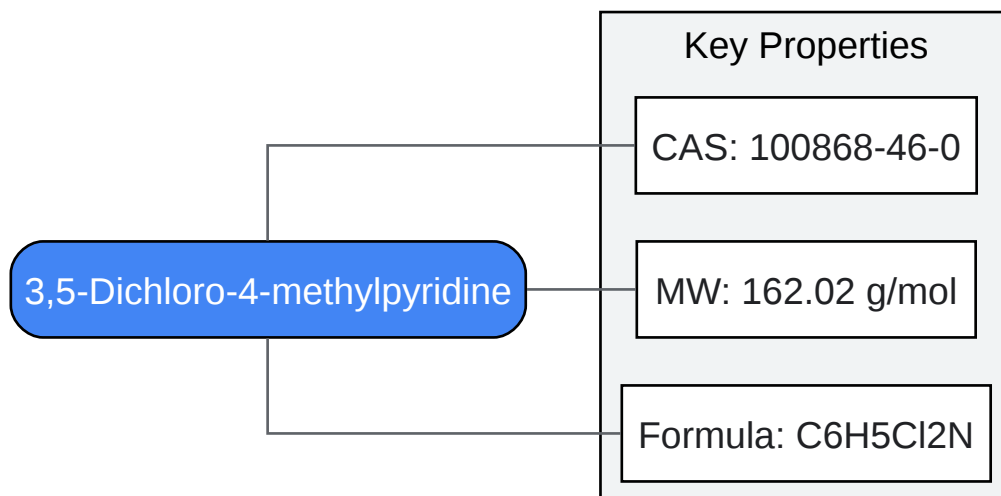 Key Properties
CAS: 100868-46-0
3,5-Dichloro-4-methylpyridine
MW: 162.02 g/mol
Formula: C6H5Cl2N